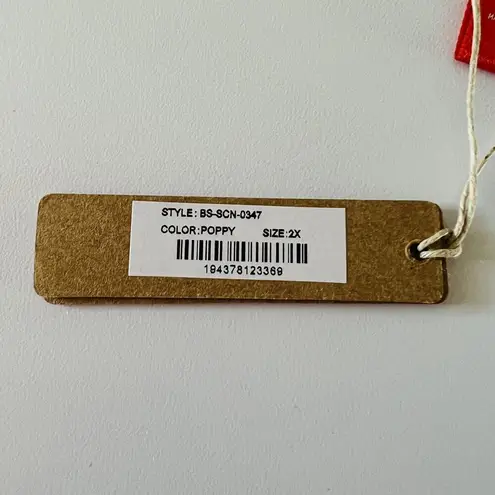 STYLE: BS-SCN-0347
COLOR:POPPY SIZE:2X
194378123369